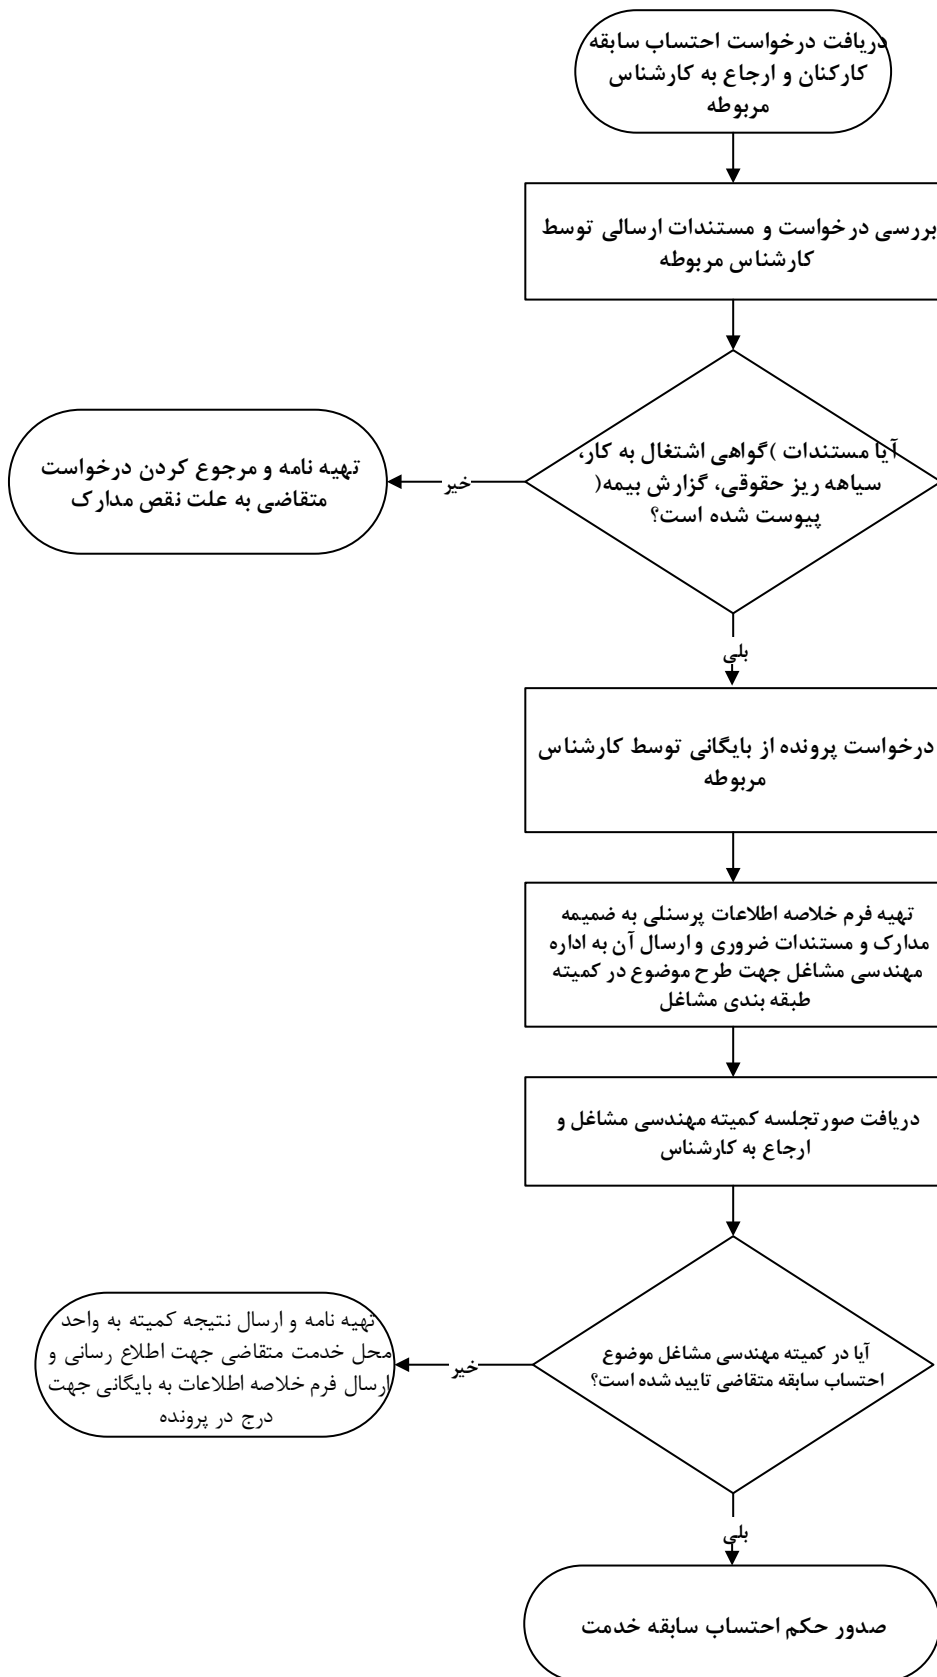 دریافت درخواست احتساب سابقه
کارکنان و ارجاع به کارشناس
مربوطه
بررسی درخواست و مستندات ارسالی توسط
کارشناس مربوطه
آیا مستندات )گواهی اشتغال به کار،
سیاهه ریز حقوقی، گزارش بیمه(
پیوست شده است؟
خیر
تهیه نامه و مرجوع کردن درخواست
متقاضی به علت نقص مدارک
بلی
درخواست پرونده از بایگانی توسط کارشناس
مربوطه
تهیه فرم خلاصه اطلاعات پرسنلی به ضمیمه
مدارک و مستندات ضروری و ارسال آن به اداره
مهندسی مشاغل جهت طرح موضوع در کمیته
طبقه بندی مشاغل
دریافت صورتجلسه کمیته مهندسی مشاغل و
ارجاع به کارشناس
آیا در کمیته مهندسی مشاغل موضوع
احتساب سابقه متقاضی تایید شده است؟
خیر
تهیه نامه و ارسال نتیجه کمیته به واحد
محل خدمت متقاضی جهت اطلاع رسانی و
ارسال فرم خلاصه اطلاعات به بایگانی جهت
درج در پرونده
بلی
صدور حکم احتساب سابقه خدمت